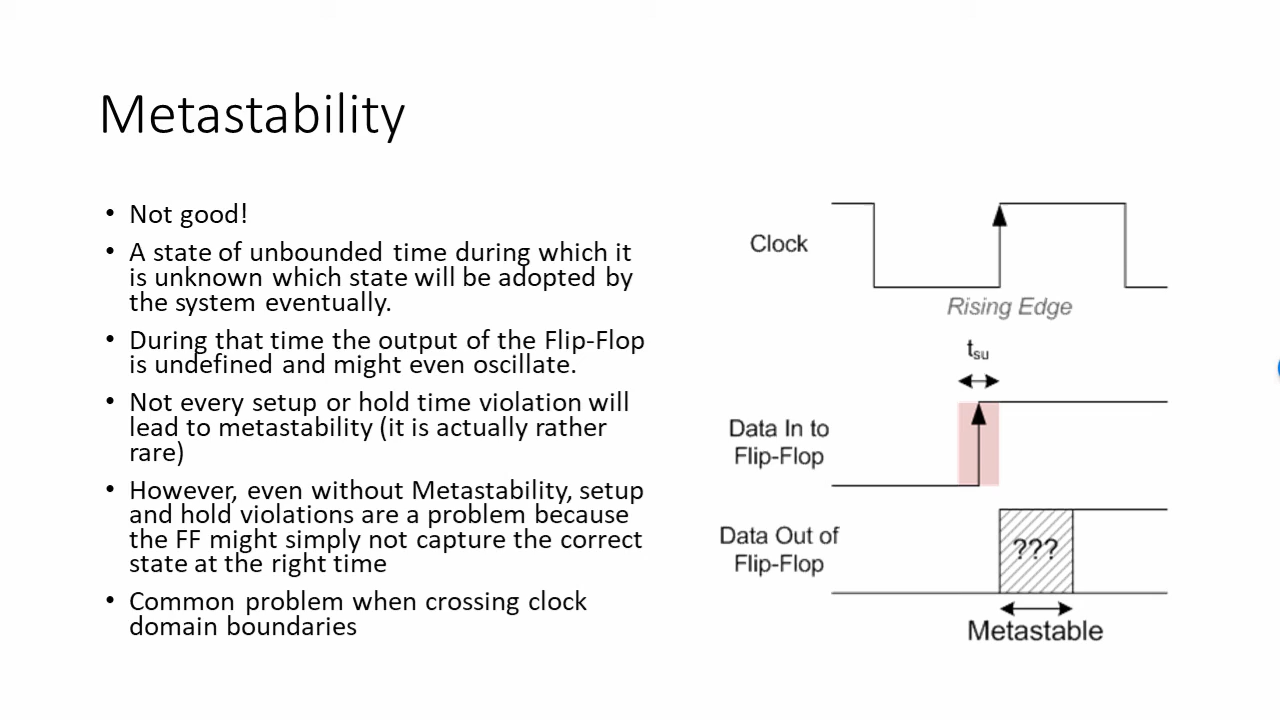 Metastability
• Not good!
• A state of unbounded time during which it
is unknown which state will be adopted by
the system eventually.
• During that time the output of the Flip-Flop
is undefined and might even oscillate.
• Not every setup or hold time violation will
lead to metastability (it is actually rather
rare)
• However, even without Metastability, setup
and hold violations are a problem because
the FF might simply not capture the correct
state at the right time
• Common problem when crossing clock
domain boundaries
Clock
Rising Edge
tsu
Data In to
Flip-Flop
Data Out of
Flip-Flop
???
Metastable